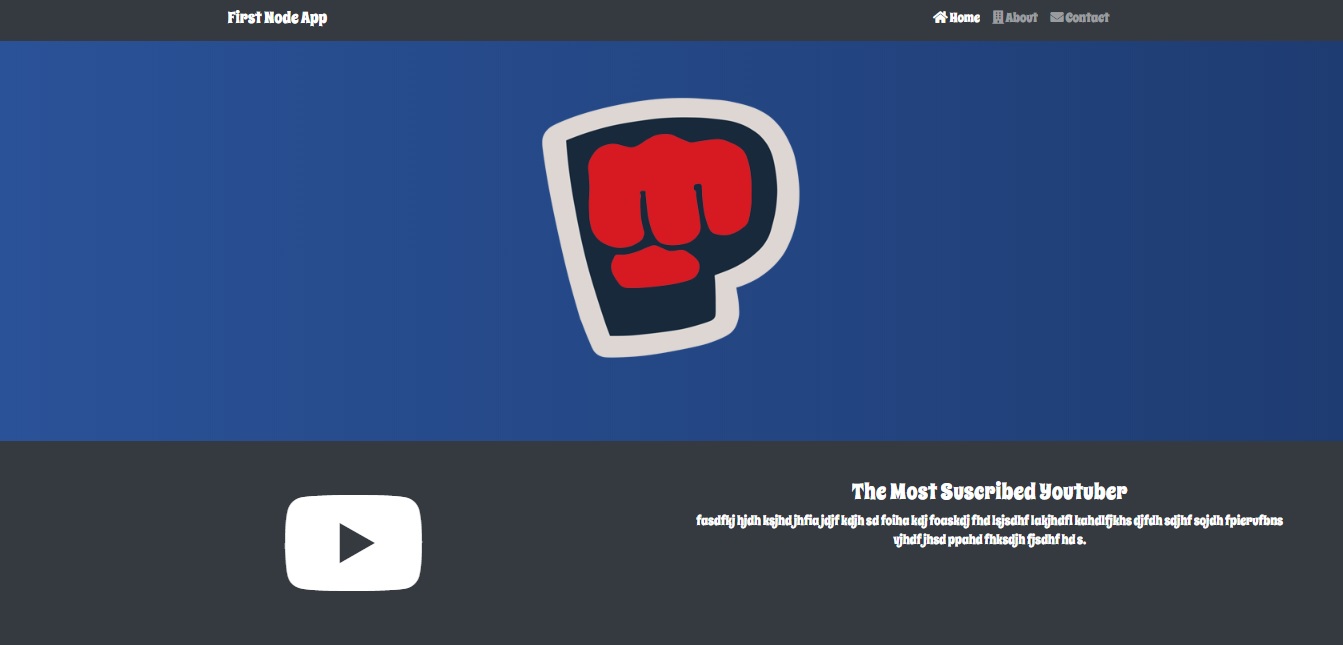 First Node App
Home About Contact
The Most Suscribed Youtuber
fasdfkj hjdh ksjhd jhfia jdjf kdjh sd foiha kdj foaskdj fhd lsjsdhf lakjhdfl kahdlfjkhs djfdh sdjhf sojdh fpiervfbns
vjhdf jhsd ppahd fhksdjh fjsdhf hd s.